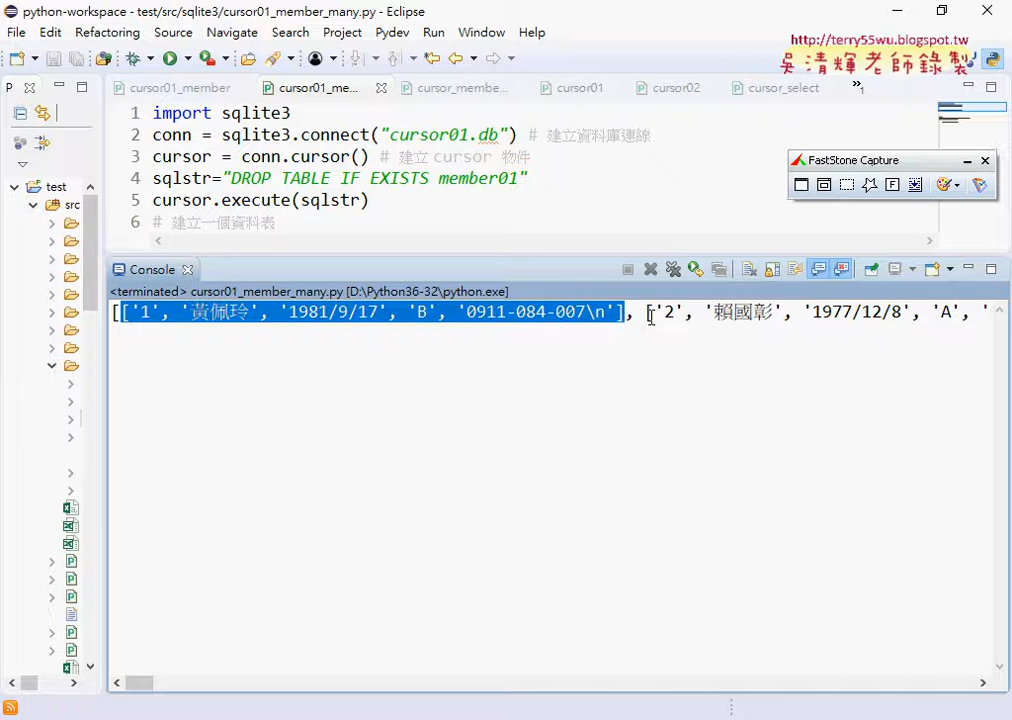 python-workspace - test/src/sqlite3/cursor01_member_many.py - Eclipse
File Edit Refactoring Source Navigate Search Project Pydev Run Window Help
http://terry55wu.blogspot.tw
吳清輝老師錄製
P cursor01_member cursor01_me... cursor_membe... cursor01 cursor02 cursor_select »1
1 import sqlite3
2 conn = sqlite3.connect("cursor01.db") # 建立資料庫連線
3 cursor = conn.cursor() # 建立 cursor 物件
4 sqlstr="DROP TABLE IF EXISTS member01"
5 cursor.execute(sqlstr)
6 # 建立一個資料表
FastStone Capture
test
src
Console
<terminated> cursor01_member_many.py [D:\Python36-32\python.exe]
[['1', '黃佩玲', '1981/9/17', 'B', '0911-084-007\n'], ['2', '賴國彰', '1977/12/8', 'A', '